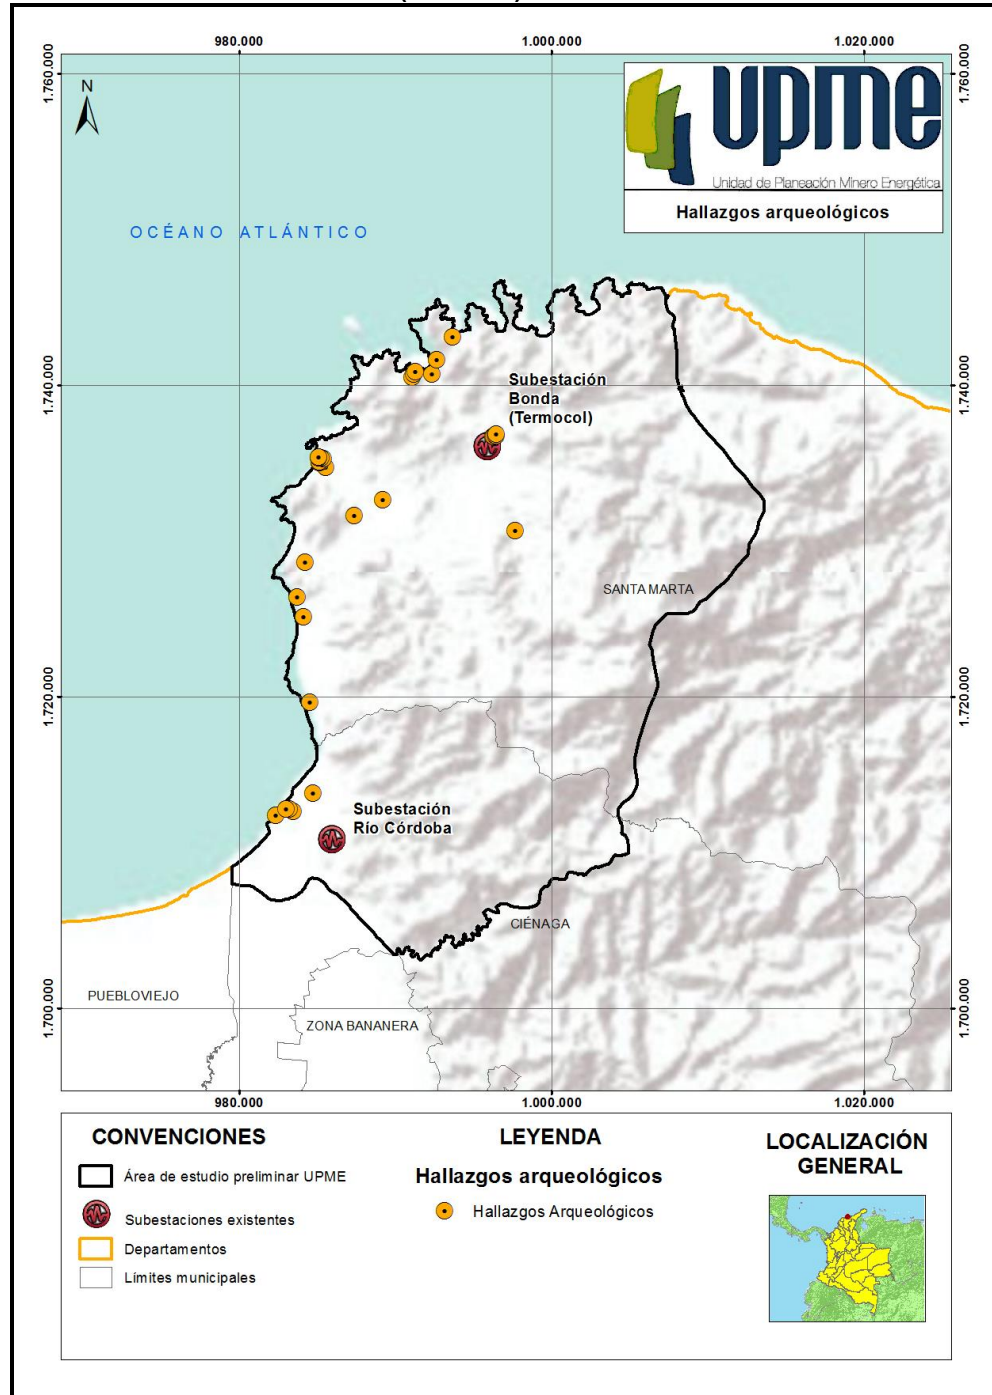 980.000
1.000.000
1.020.000
1.760.000
1.760.000
N
upme
Unidad de Planeación Minero Energética
Hallazgos arqueológicos
OCÉANO ATLÁNTICO
1.740.000
1.740.000
Subestación
Bonda
(Termocol)
SANTA MARTA
1.720.000
1.720.000
Subestación
Río Córdoba
CIÉNAGA
PUEBLOVIEJO
ZONA BANANERA
1.700.000
1.700.000
980.000
1.000.000
1.020.000
CONVENCIONES
Área de estudio preliminar UPME
Subestaciones existentes
Departamentos
Límites municipales
LEYENDA
Hallazgos arqueológicos
Hallazgos Arqueológicos
LOCALIZACIÓN
GENERAL